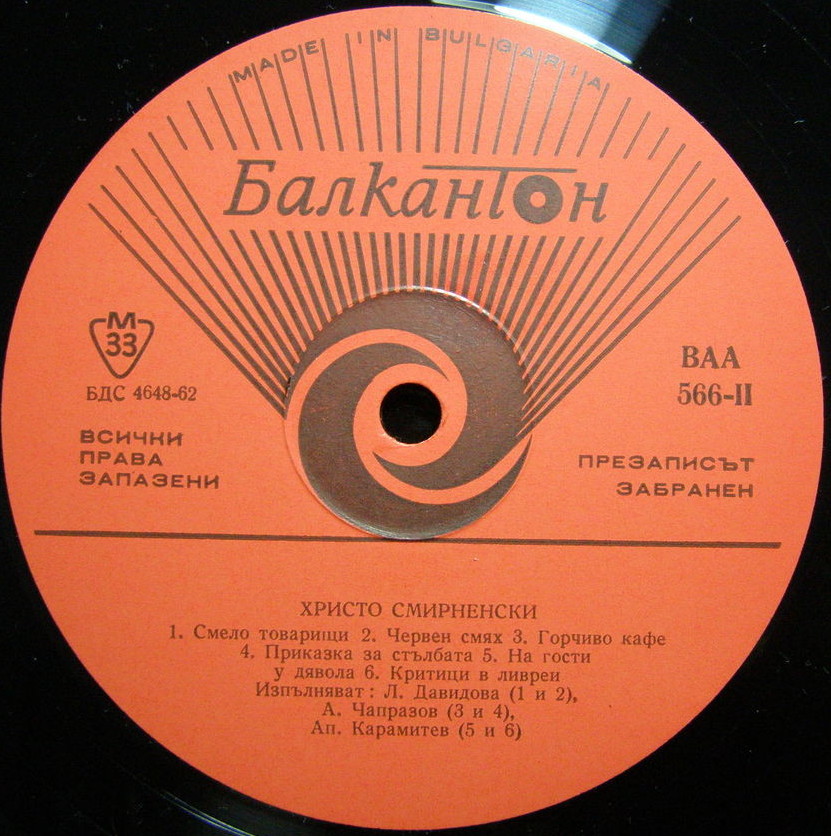 MADE IN BULGARIA
Балкантон
М
33
БДС 4648-62
ВСИЧКИ
ПРАВА
ЗАПАЗЕНИ
ВАА
566-II
ПРЕЗАПИСЪТ
ЗАБРАНЕН
ХРИСТО СМИРНЕНСКИ
1. Смело товарищи 2. Червен смях 3. Горчиво кафе
4. Приказка за стълбата 5. На гости
у дявола 6. Критици в ливреи
Изпълняват: Л. Давидова (1 и 2),
А. Чапразов (3 и 4),
Ап. Карамитев (5 и 6)